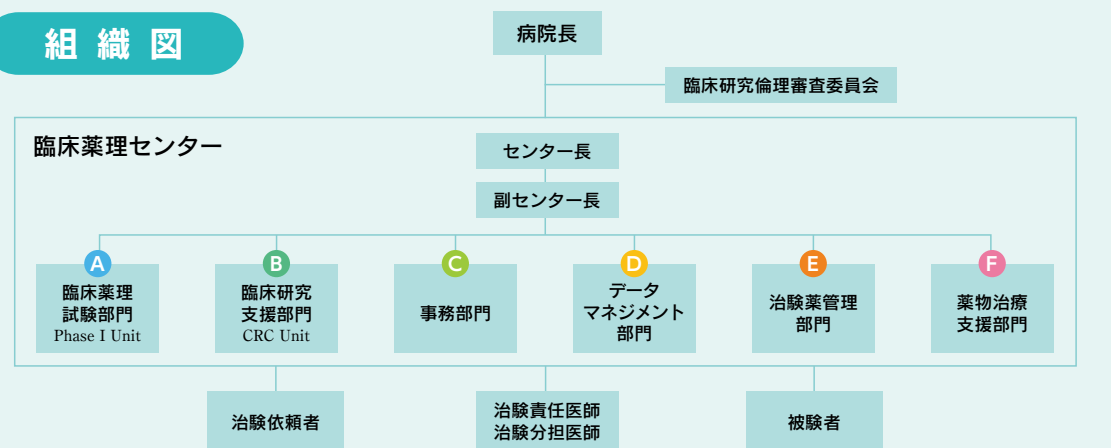 組織図
病院長
臨床研究倫理審査委員会
臨床薬理センター
センター長
副センター長
A
臨床薬理
試験部門
Phase I Unit
B
臨床研究
支援部門
CRC Unit
C
事務部門
D
データ
マネジメント
部門
E
治験薬管理
部門
F
薬物治療
支援部門
治験依頼者
治験責任医師
治験分担医師
被験者